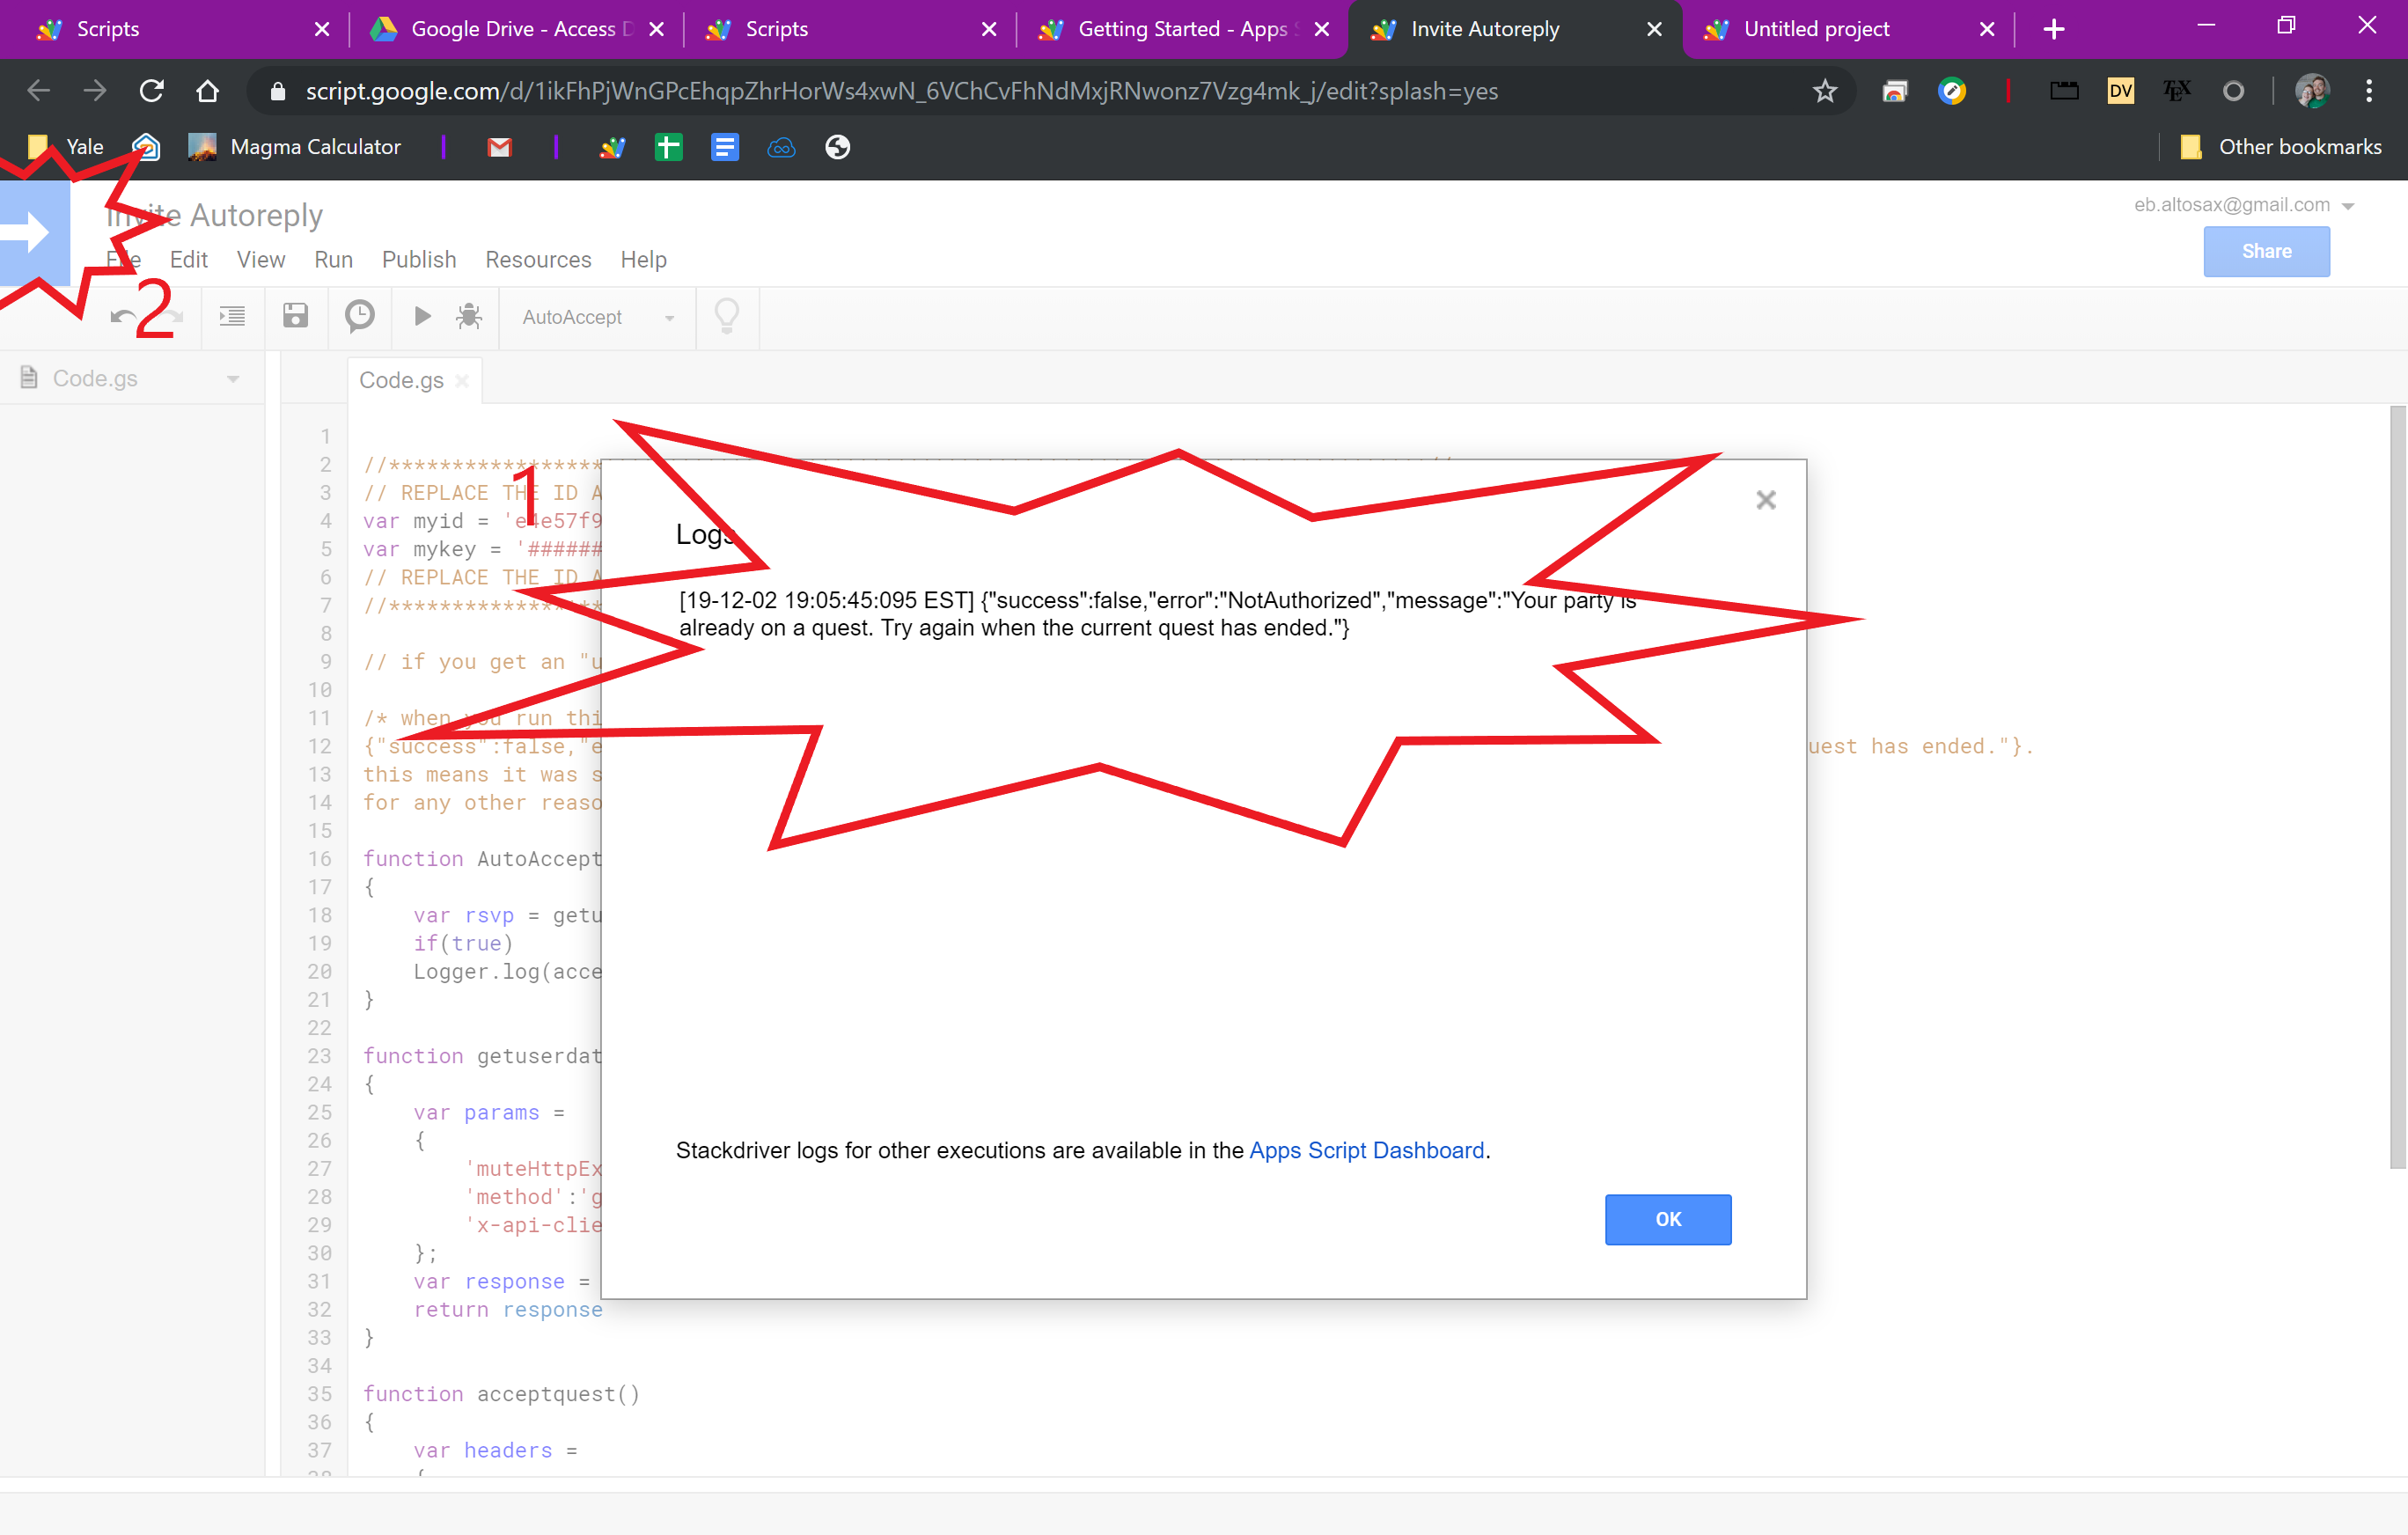 Scripts
Google Drive - Access
Scripts
Getting Started - Apps
Invite Autoreply
Untitled project
script.google.com/d/1ikFhPjWnGPcEhqpZhrHorWs4xwN_6VChCvFhNdMxjRNwonz7Vzg4mk_j/edit?splash=yes
DV
TEX
Yale
Magma Calculator
Other bookmarks
Invite Autoreply
eb.altosax@gmail.com
File Edit View Run Publish Resources Help
Share
2
AutoAccept
Code.gs
Code.gs
1
1
2 //*****************
3 // REPLACE THE ID A
4 var myid = 'e4e57f9
5 var mykey = '######
6 // REPLACE THE ID A
7 //*****************
8
9 // if you get an "u
10
11 /* when you run thi
12 {"success":false,"e
uest has ended."}.
13 this means it was s
14 for any other reaso
15
16 function AutoAccept
17 {
18 var rsvp = getu
19 if(true)
20 Logger.log(acce
21 }
22
23 function getuserdat
24 {
25 var params =
26 {
27 'muteHttpEx
28 'method':'g
29 'x-api-clie
30 };
31 var response =
32 return response
33 }
34
35 function acceptquest()
36 {
37 var headers =
Logs
[19-12-02 19:05:45:095 EST] {"success":false,"error":"NotAuthorized","message":"Your party is
already on a quest. Try again when the current quest has ended."}
Stackdriver logs for other executions are available in the Apps Script Dashboard.
OK